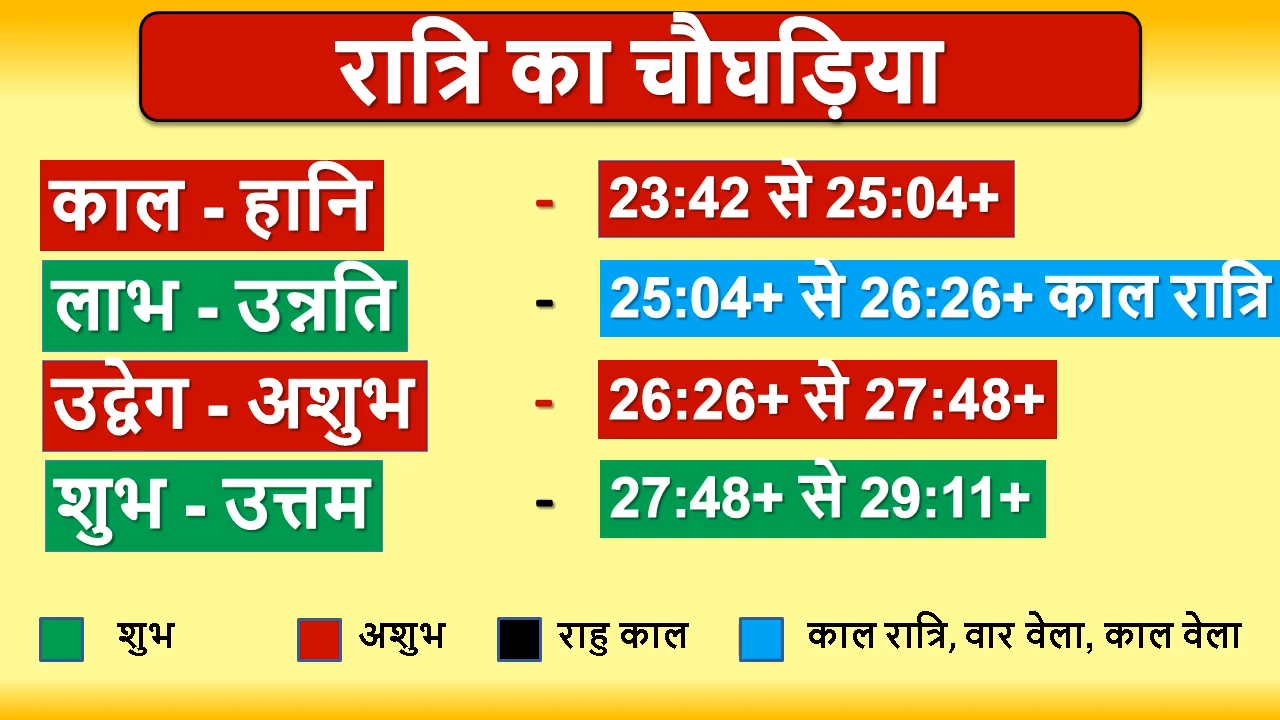 रात्रि का चौघड़िया
काल - हानि - 23:42 से 25:04+
लाभ - उन्नति - 25:04+ से 26:26+ काल रात्रि
उद्वेग - अशुभ - 26:26+ से 27:48+
शुभ - उत्तम - 27:48+ से 29:11+
शुभ अशुभ राहु काल काल रात्रि, वार वेला, काल वेला